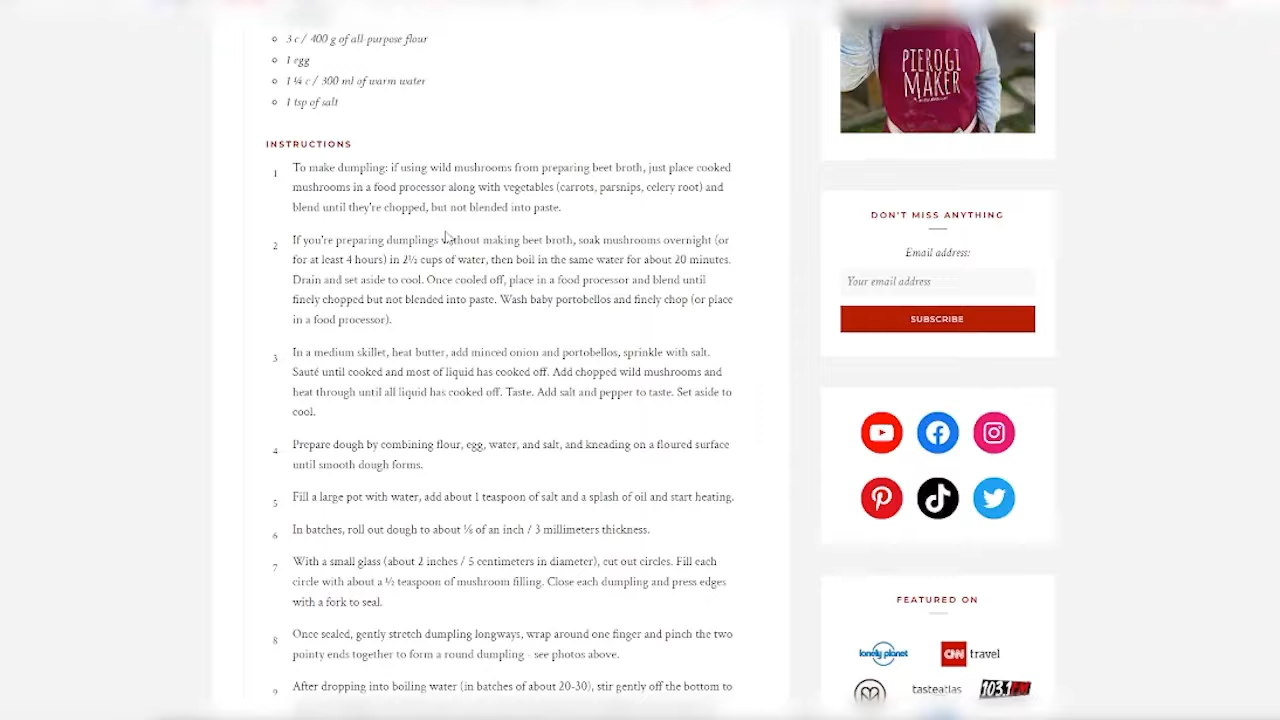 3 c / 400 g of all-purpose flour
1 egg
1 ¼ c / 300 ml of warm water
1 tsp of salt
INSTRUCTIONS
1 To make dumpling: if using wild mushrooms from preparing beet broth, just place cooked
mushrooms in a food processor along with vegetables (carrots, parsnips, celery root) and
blend until they're chopped, but not blended into paste.
2 If you're preparing dumplings without making beet broth, soak mushrooms overnight (or
for at least 4 hours) in 2½ cups of water, then boil in the same water for about 20 minutes.
Drain and set aside to cool. Once cooled off, place in a food processor and blend until
finely chopped but not blended into paste. Wash baby portobellos and finely chop (or place
in a food processor).
3 In a medium skillet, heat butter, add minced onion and portobellos, sprinkle with salt.
Sauté until cooked and most of liquid has cooked off. Add chopped wild mushrooms and
heat through until all liquid has cooked off. Taste. Add salt and pepper to taste. Set aside to
cool.
4 Prepare dough by combining flour, egg, water, and salt, and kneading on a floured surface
until smooth dough forms.
5 Fill a large pot with water, add about 1 teaspoon of salt and a splash of oil and start heating.
6 In batches, roll out dough to about ⅛ of an inch / 3 millimeters thickness.
7 With a small glass (about 2 inches / 5 centimeters in diameter), cut out circles. Fill each
circle with about a ½ teaspoon of mushroom filling. Close each dumpling and press edges
with a fork to seal.
8 Once sealed, gently stretch dumpling longways, wrap around one finger and pinch the two
pointy ends together to form a round dumpling - see photos above.
9 After dropping into boiling water (in batches of about 20-30), stir gently off the bottom to
PIEROGI
MAKER
DON'T MISS ANYTHING
Email address:
Your email address
SUBSCRIBE
FEATURED ON
lonely planet
CNN travel
tasteatlas
103.1FM